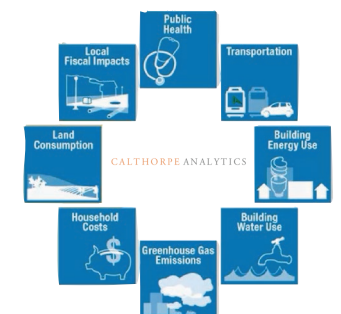 Public
Health
Local
Fiscal Impacts
Transportation
Land
Consumption
CALTHORPE ANALYTICS
Building
Energy Use
Household
Costs
Building
Water Use
Greenhouse Gas
Emissions